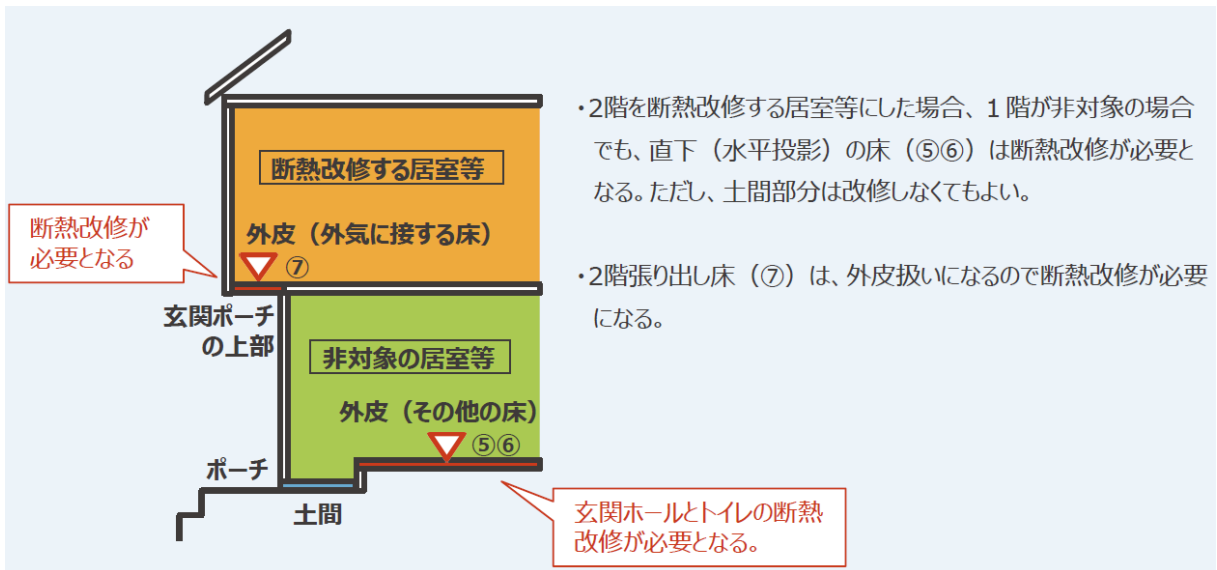 ・2階を断熱改修する居室等にした場合、1階が非対象の場合
でも、直下（水平投影）の床（⑤⑥）は断熱改修が必要と
なる。ただし、土間部分は改修しなくてもよい。
・2階張り出し床（⑦）は、外皮扱いになるので断熱改修が必要
になる。
断熱改修する居室等
断熱改修が
必要となる
外皮（外気に接する床）
⑦
玄関ポーチ
の上部
非対象の居室等
外皮（その他の床）
⑤⑥
ポーチ
土間
玄関ホールとトイレの断熱
改修が必要となる。